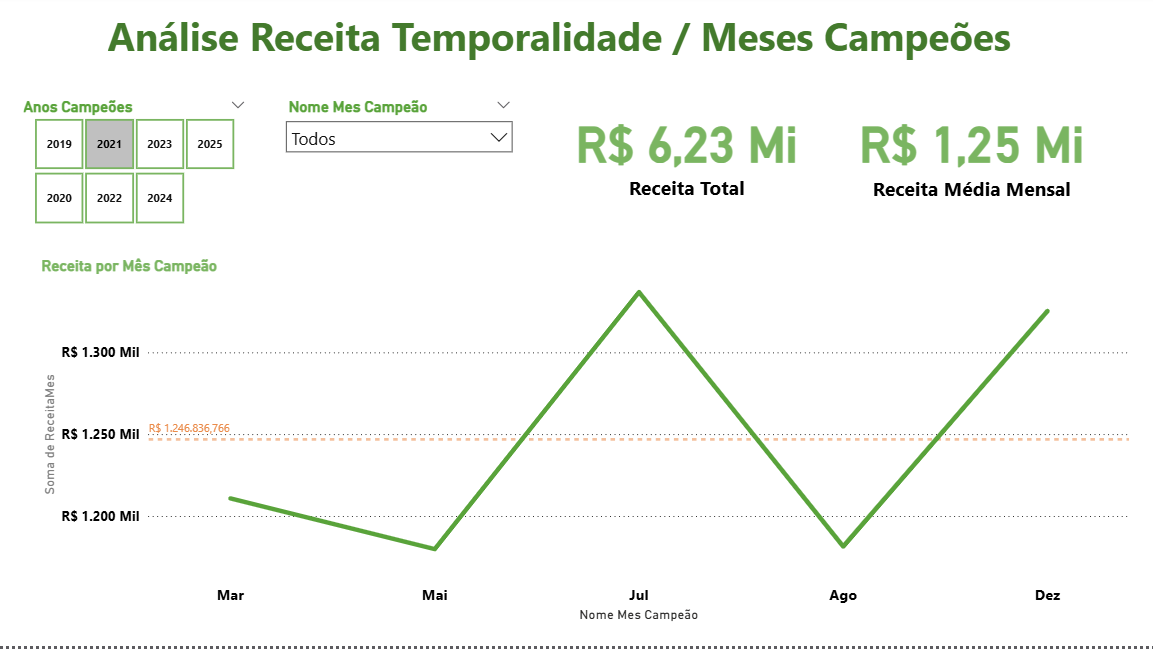 Análise Receita Temporalidade / Meses Campeões
Anos Campeões
2019 2021 2023 2025
2020 2022 2024
Nome Mes Campeão
Todos
R$ 6,23 Mi
Receita Total
R$ 1,25 Mi
Receita Média Mensal
Receita por Mês Campeão
Soma de ReceitaMes
R$ 1.300 Mil
R$ 1.246.836,766
R$ 1.250 Mil
R$ 1.200 Mil
Mar Mai Jul Ago Dez
Nome Mes Campeão